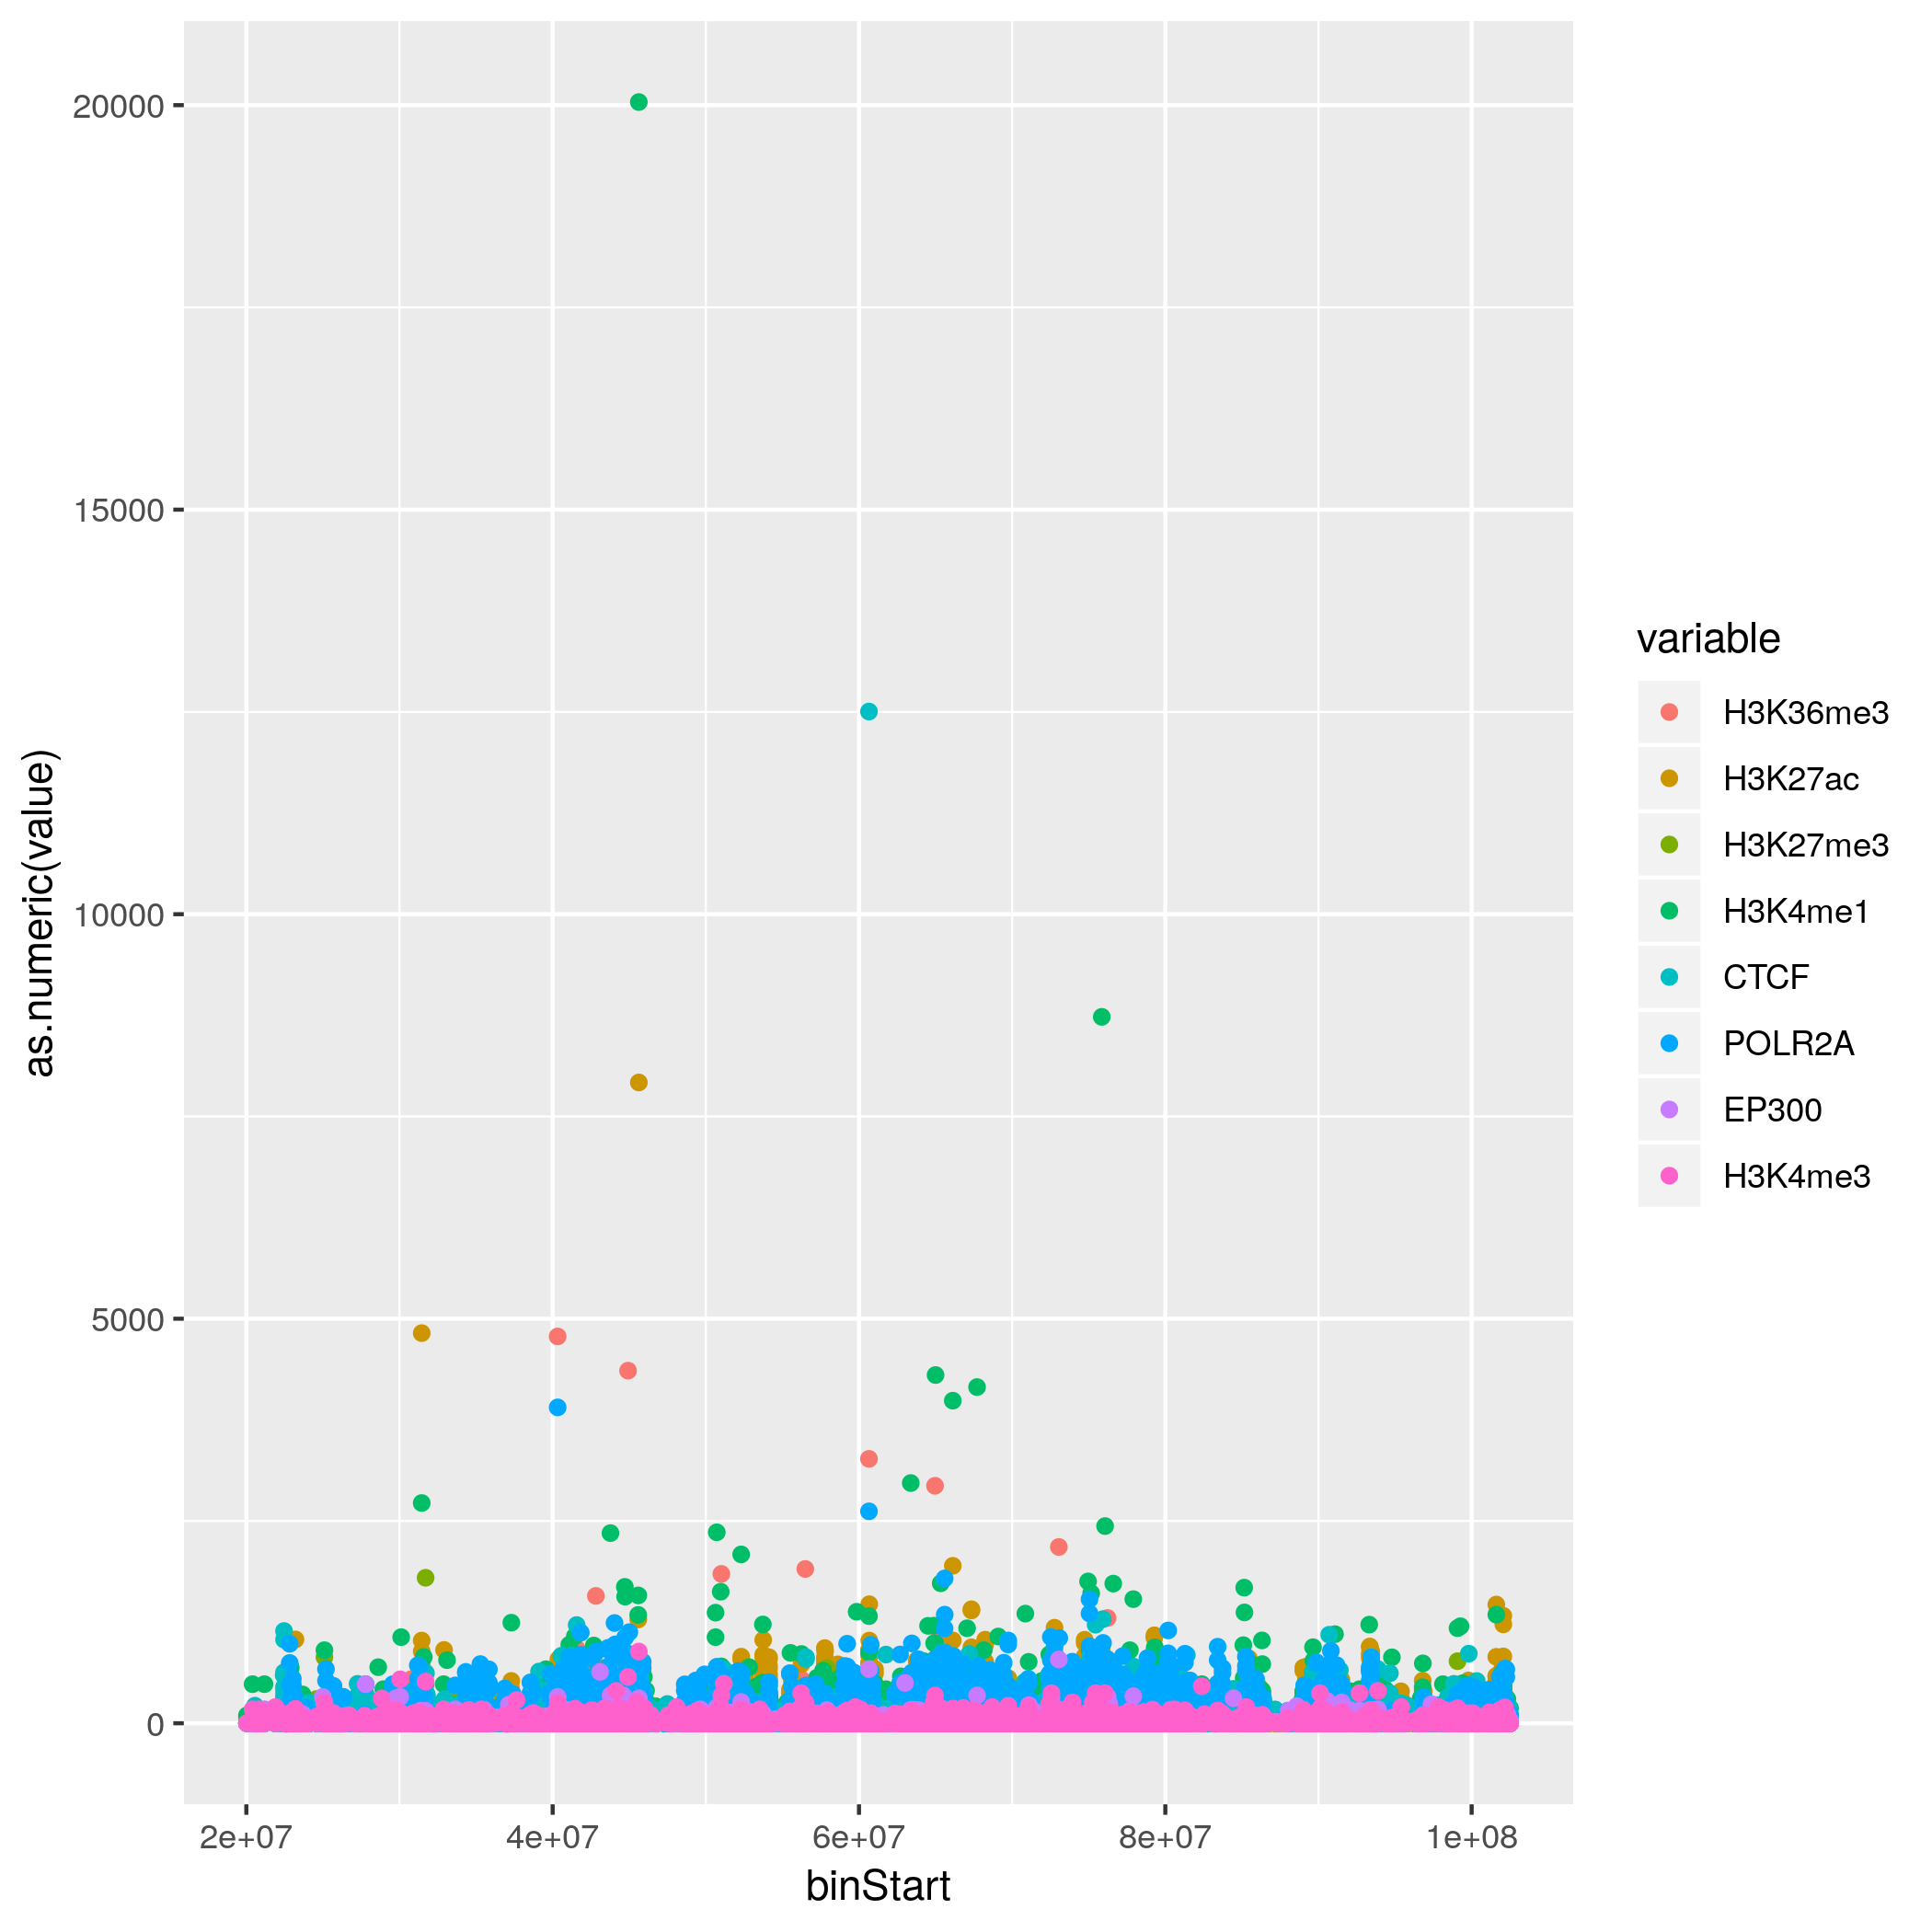 20000
15000
10000
5000
0
as.numeric(value)
2e+07
4e+07
6e+07
8e+07
1e+08
binStart
variable
H3K36me3
H3K27ac
H3K27me3
H3K4me1
CTCF
POLR2A
EP300
H3K4me3